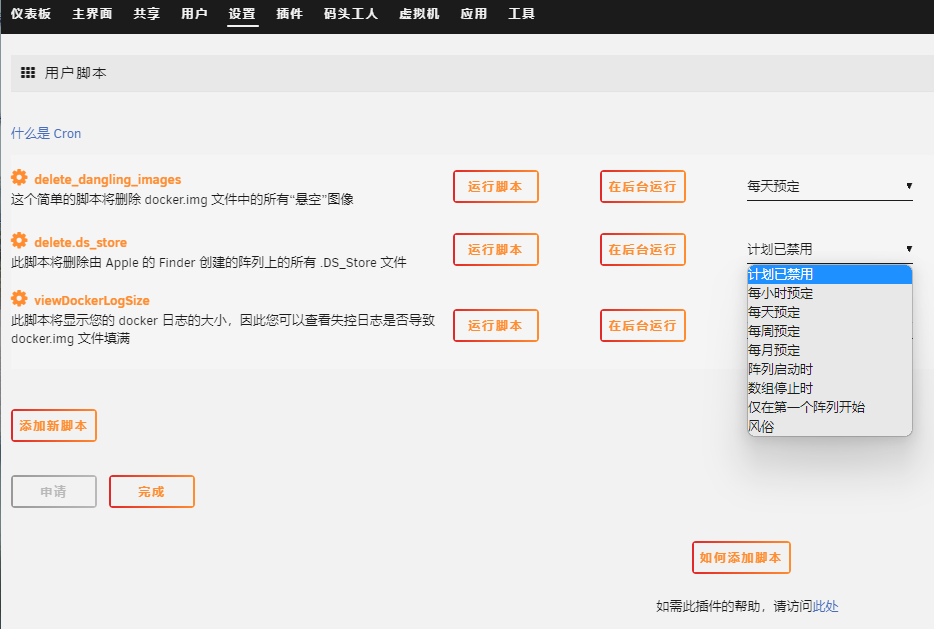 仪表板 主界面 共享 用户 设置 插件 码头工人 虚拟机 应用 工具
用户脚本
什么是 Cron
delete_dangling_images
这个简单的脚本将删除 docker.img 文件中的所有“悬空”图像
运行脚本 在后台运行 每天预定
delete.ds_store
此脚本将删除由 Apple 的 Finder 创建的阵列上的所有 .DS_Store 文件
运行脚本 在后台运行 计划已禁用
计划已禁用
每小时预定
每天预定
每周预定
每月预定
阵列启动时
数组停止时
仅在第一个阵列开始
风俗
viewDockerLogSize
此脚本将显示您的 docker 日志的大小，因此您可以查看失控日志是否导致
docker.img 文件填满
运行脚本 在后台运行
添加新脚本
申请 完成
如何添加脚本
如需此插件的帮助，请访问此处